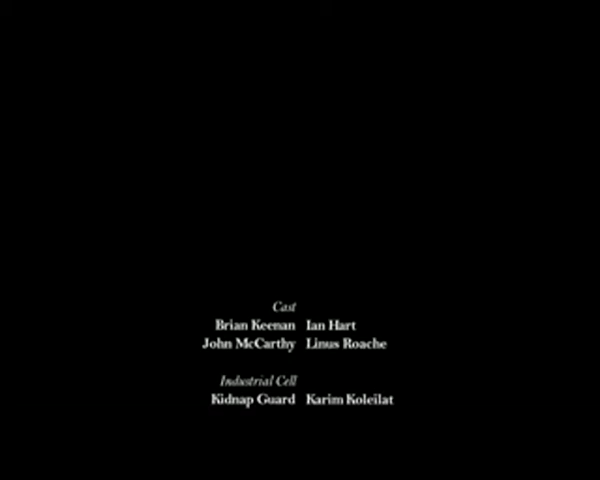 Cast
Brian Keenan Ian Hart
John McCarthy Linus Roache
Industrial Cell
Kidnap Guard Karim Koleilat